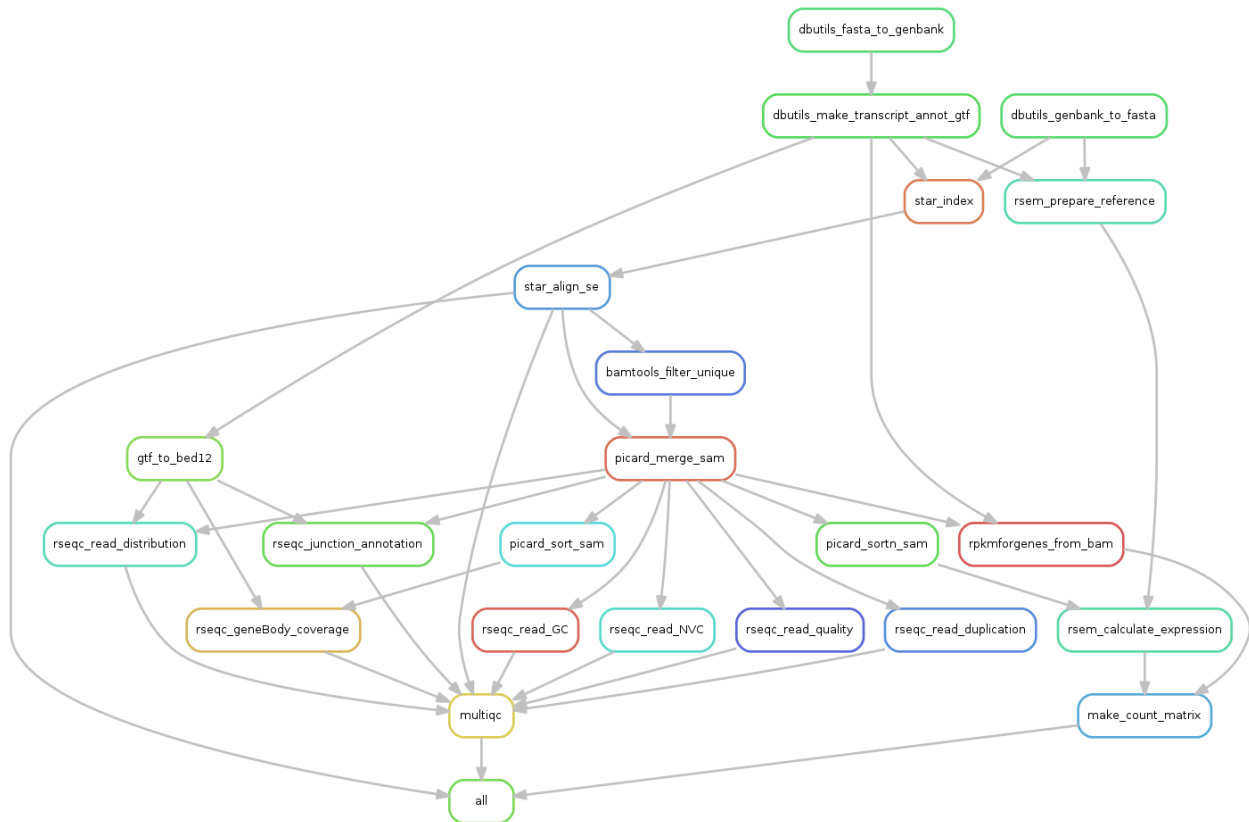 dbutils_fasta_to_genbank
dbutils_make_transcript_annot_gtf
dbutils_genbank_to_fasta
star_index
rsem_prepare_reference
star_align_se
bamtools_filter_unique
gtf_to_bed12
picard_merge_sam
rseqc_read_distribution
rseqc_junction_annotation
picard_sort_sam
picard_sortn_sam
rpkmforgenes_from_bam
rseqc_geneBody_coverage
rseqc_read_GC
rseqc_read_NVC
rseqc_read_quality
rseqc_read_duplication
rsem_calculate_expression
multiqc
make_count_matrix
all